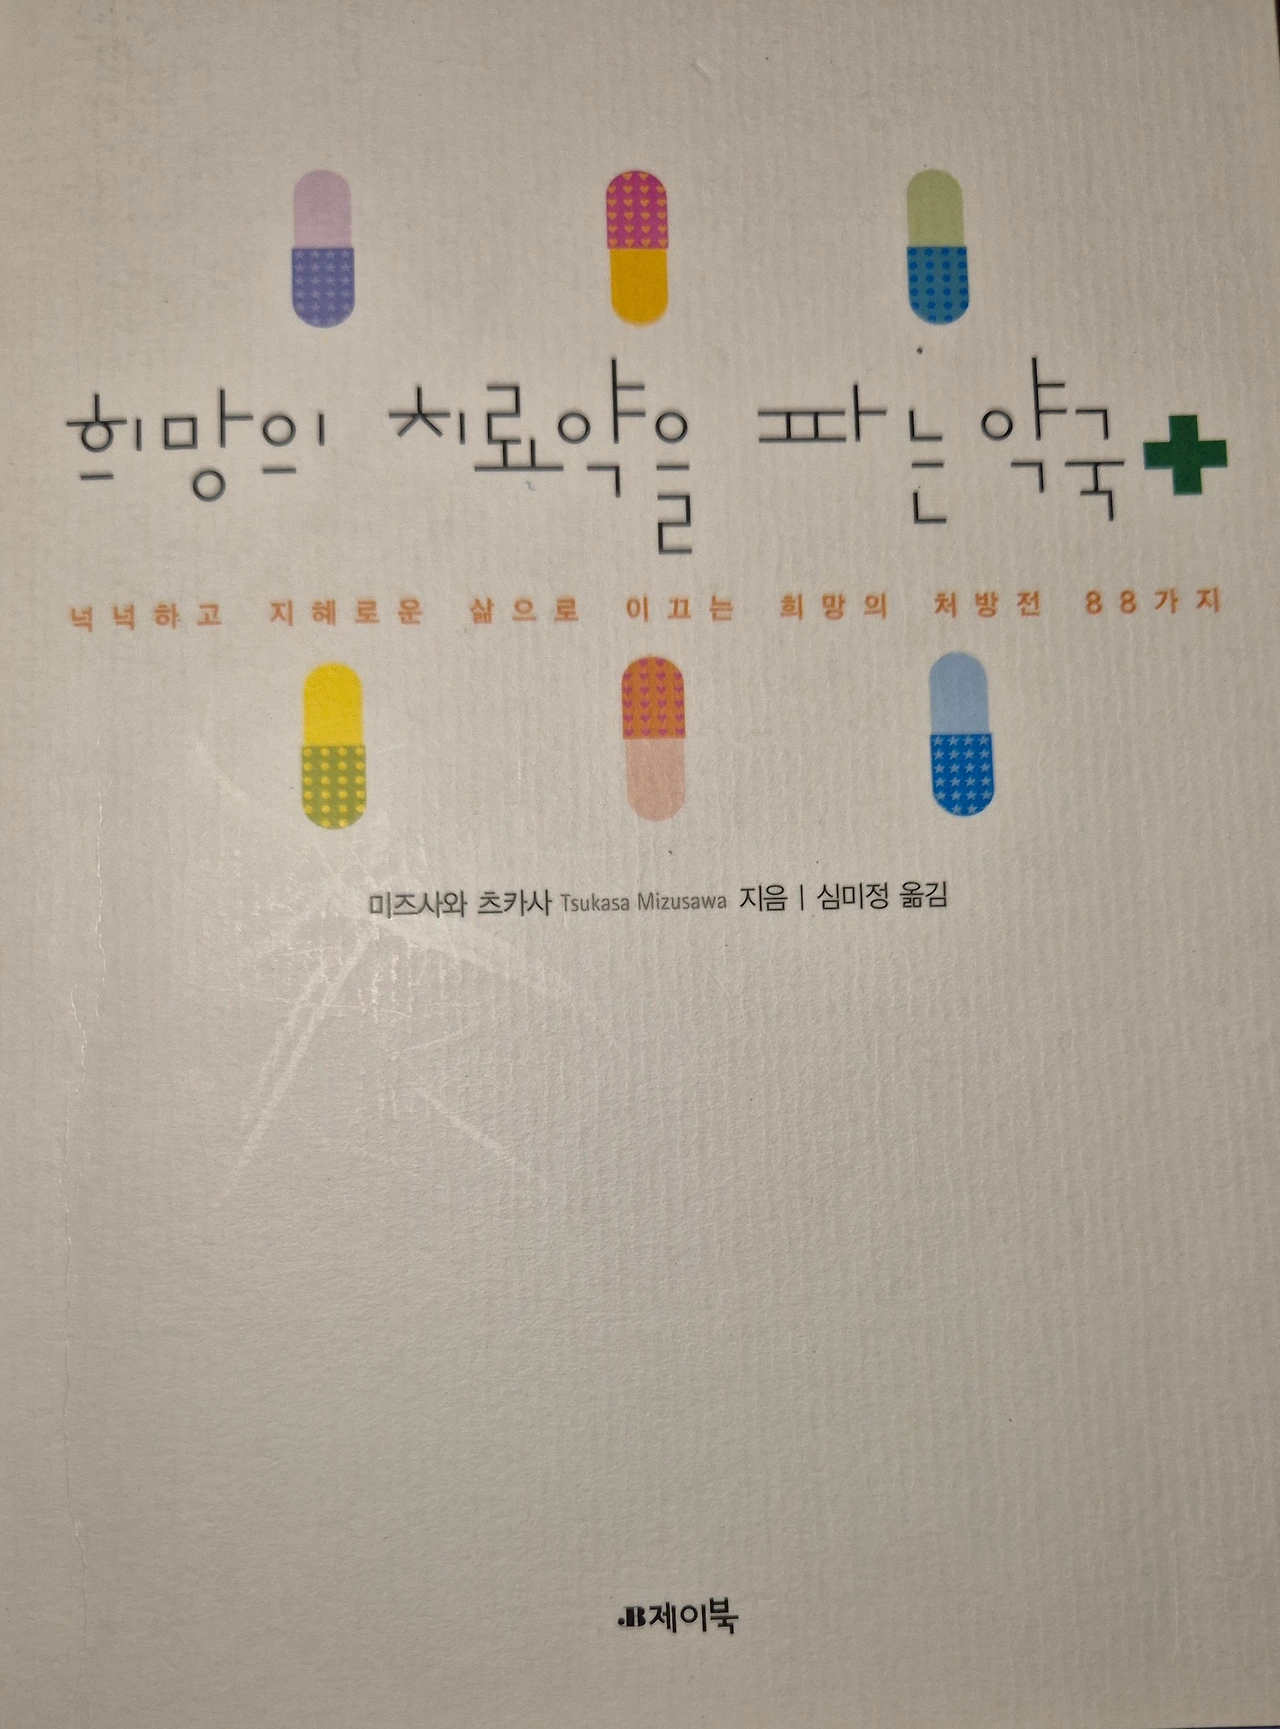 희망의 치료약을 파는 약국
넉넉하고 지혜로운 삶으로 이끄는 희망의 처방전 88가지
미즈사와 츠카사 Tsukasa Mizusawa 지음 | 심미정 옮김
JB제이북